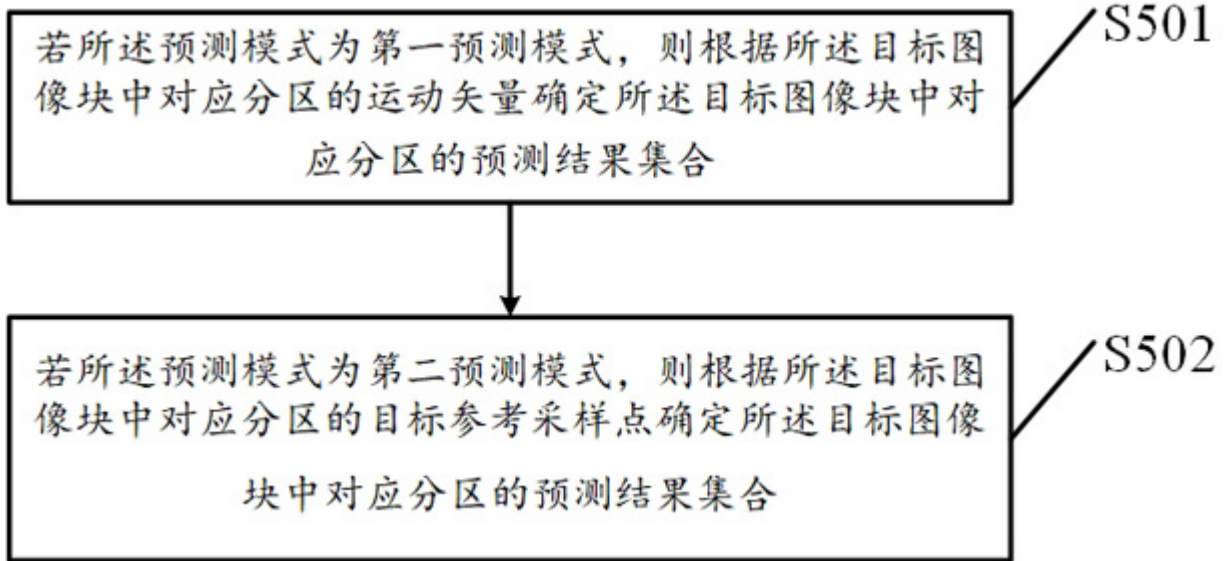 若所述预测模式为第一预测模式，则根据所述目标图
像块中对应分区的运动矢量确定所述目标图像块中对
应分区的预测结果集合
S501
若所述预测模式为第二预测模式，则根据所述目标图
像块中对应分区的目标参考采样点确定所述目标图像
块中对应分区的预测结果集合
S502